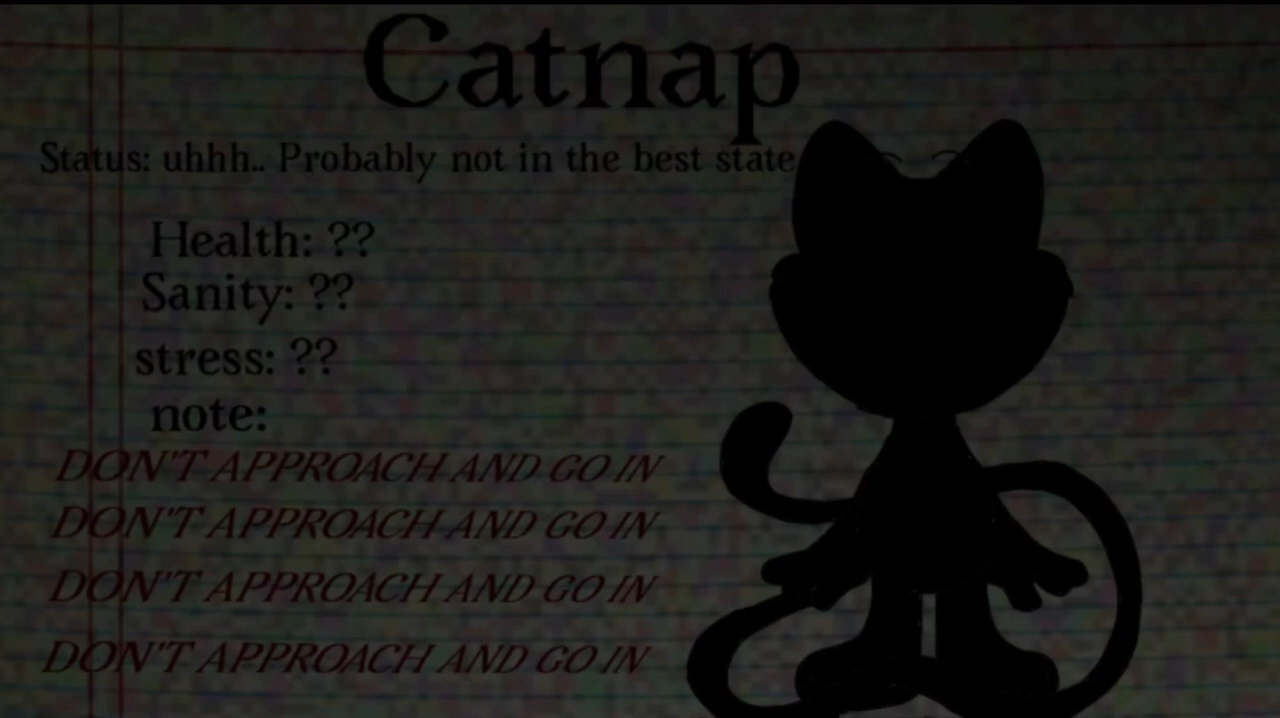 Catnap
Status: uhhh.. Probably not in the best state
Health: ??
Sanity: ??
stress: ??
note:
DON'T APPROACH AND GO IN
DON'T APPROACH AND GO IN
DON'T APPROACH AND GO IN
DON'T APPROACH AND GO IN